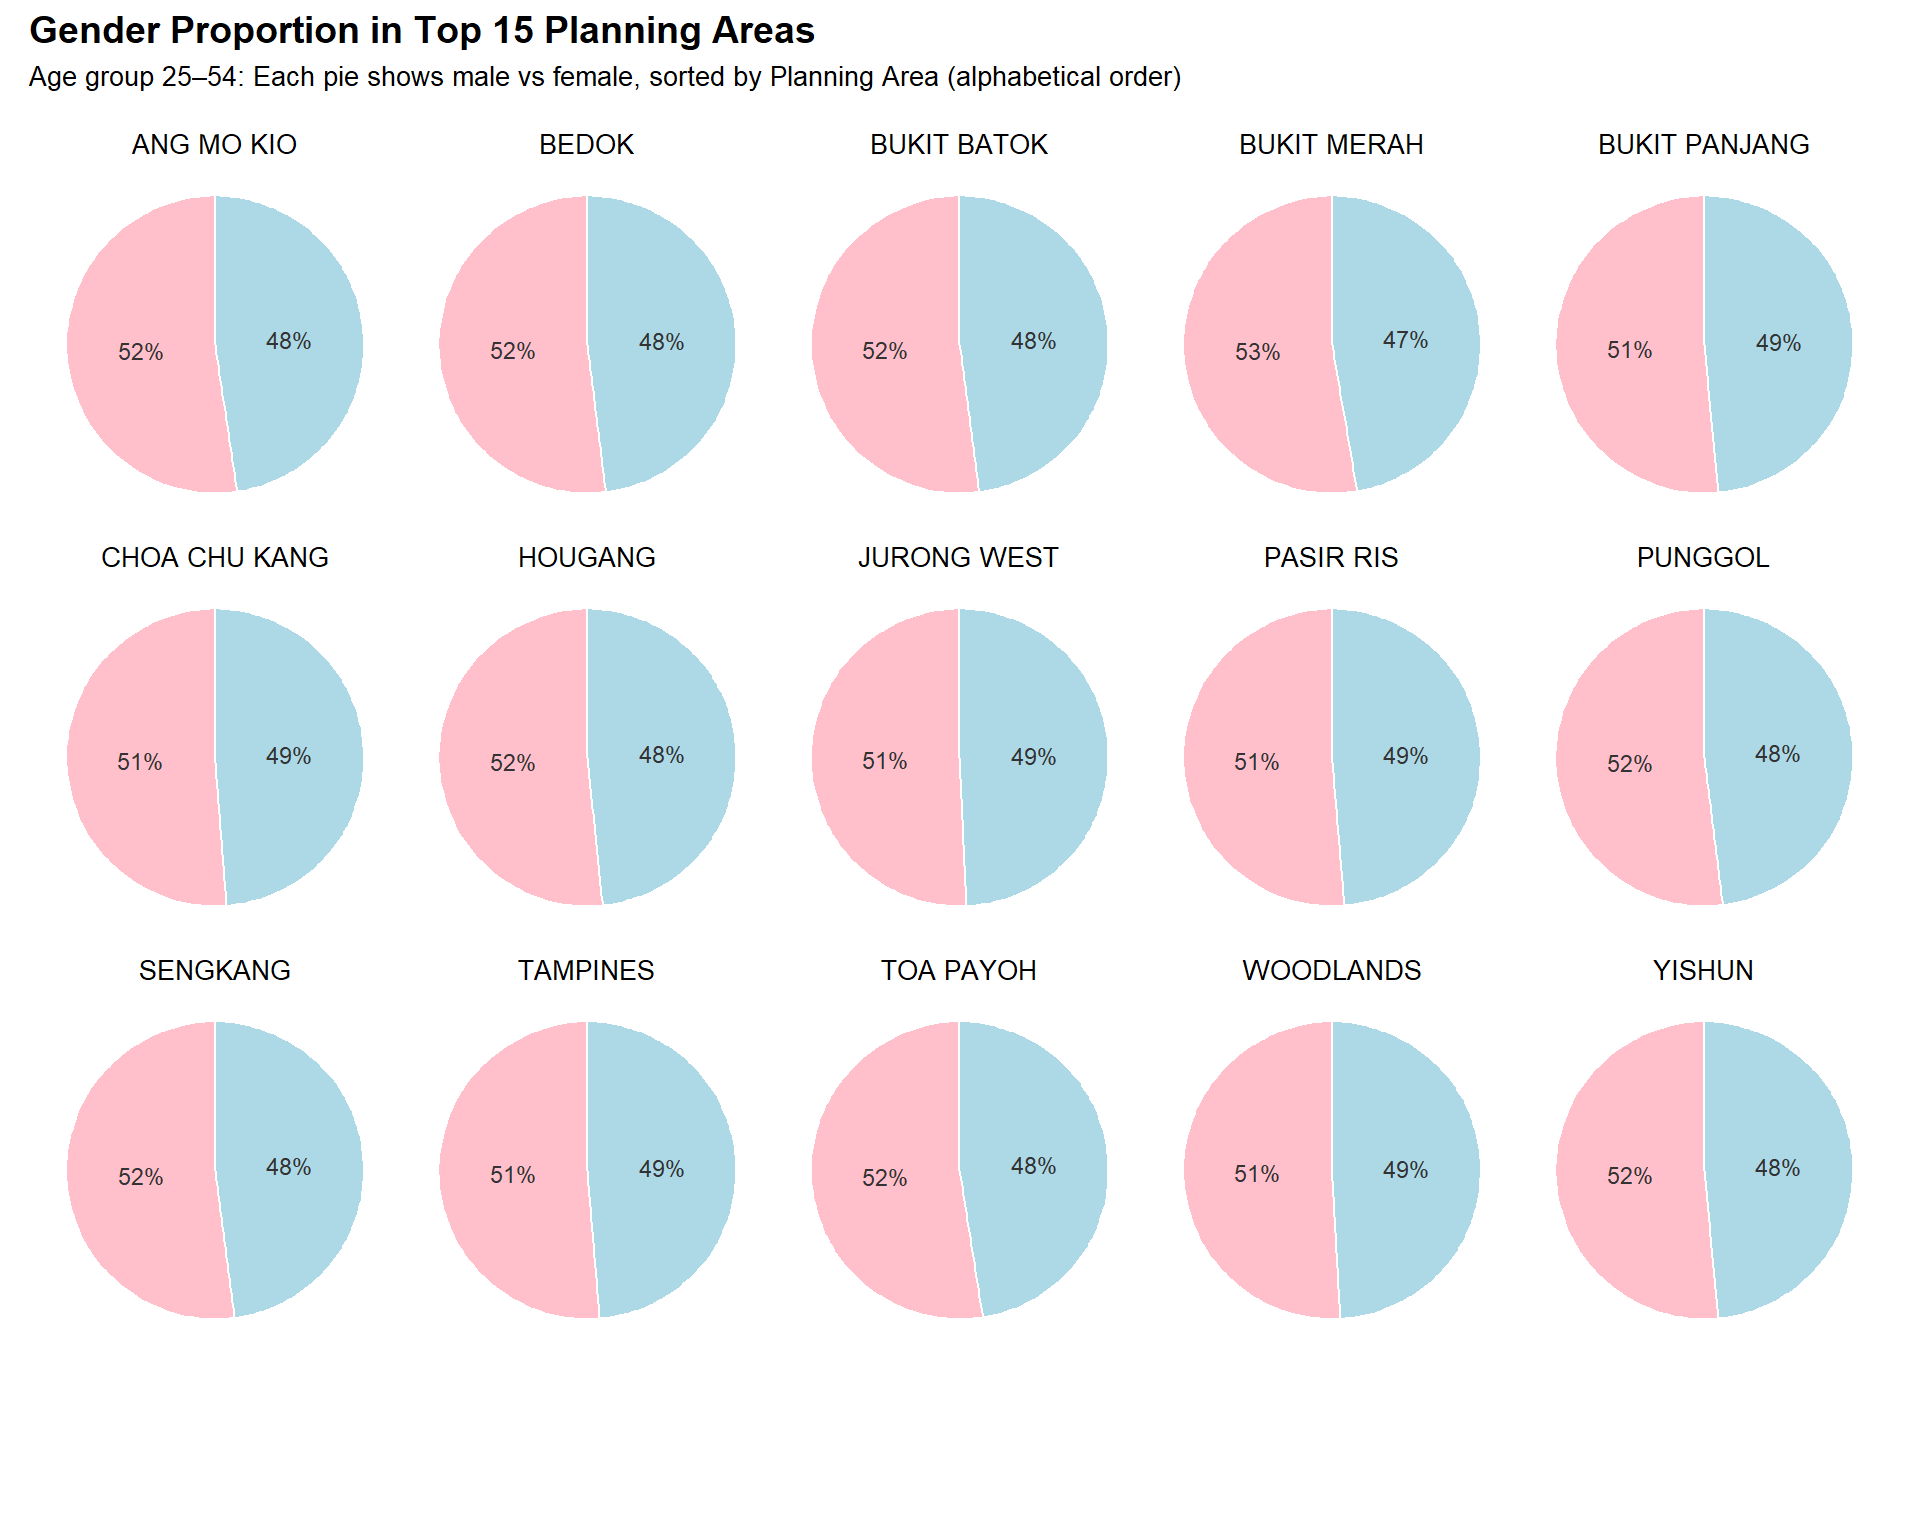 Gender Proportion in Top 15 Planning Areas
Age group 25–54: Each pie shows male vs female, sorted by Planning Area (alphabetical order)
ANG MO KIO
52% 48%
BEDOK
52% 48%
BUKIT BATOK
52% 48%
BUKIT MERAH
53% 47%
BUKIT PANJANG
51% 49%
CHOA CHU KANG
51% 49%
HOUGANG
52% 48%
JURONG WEST
51% 49%
PASIR RIS
51% 49%
PUNGGOL
52% 48%
SENGKANG
52% 48%
TAMPINES
51% 49%
TOA PAYOH
52% 48%
WOODLANDS
51% 49%
YISHUN
52% 48%